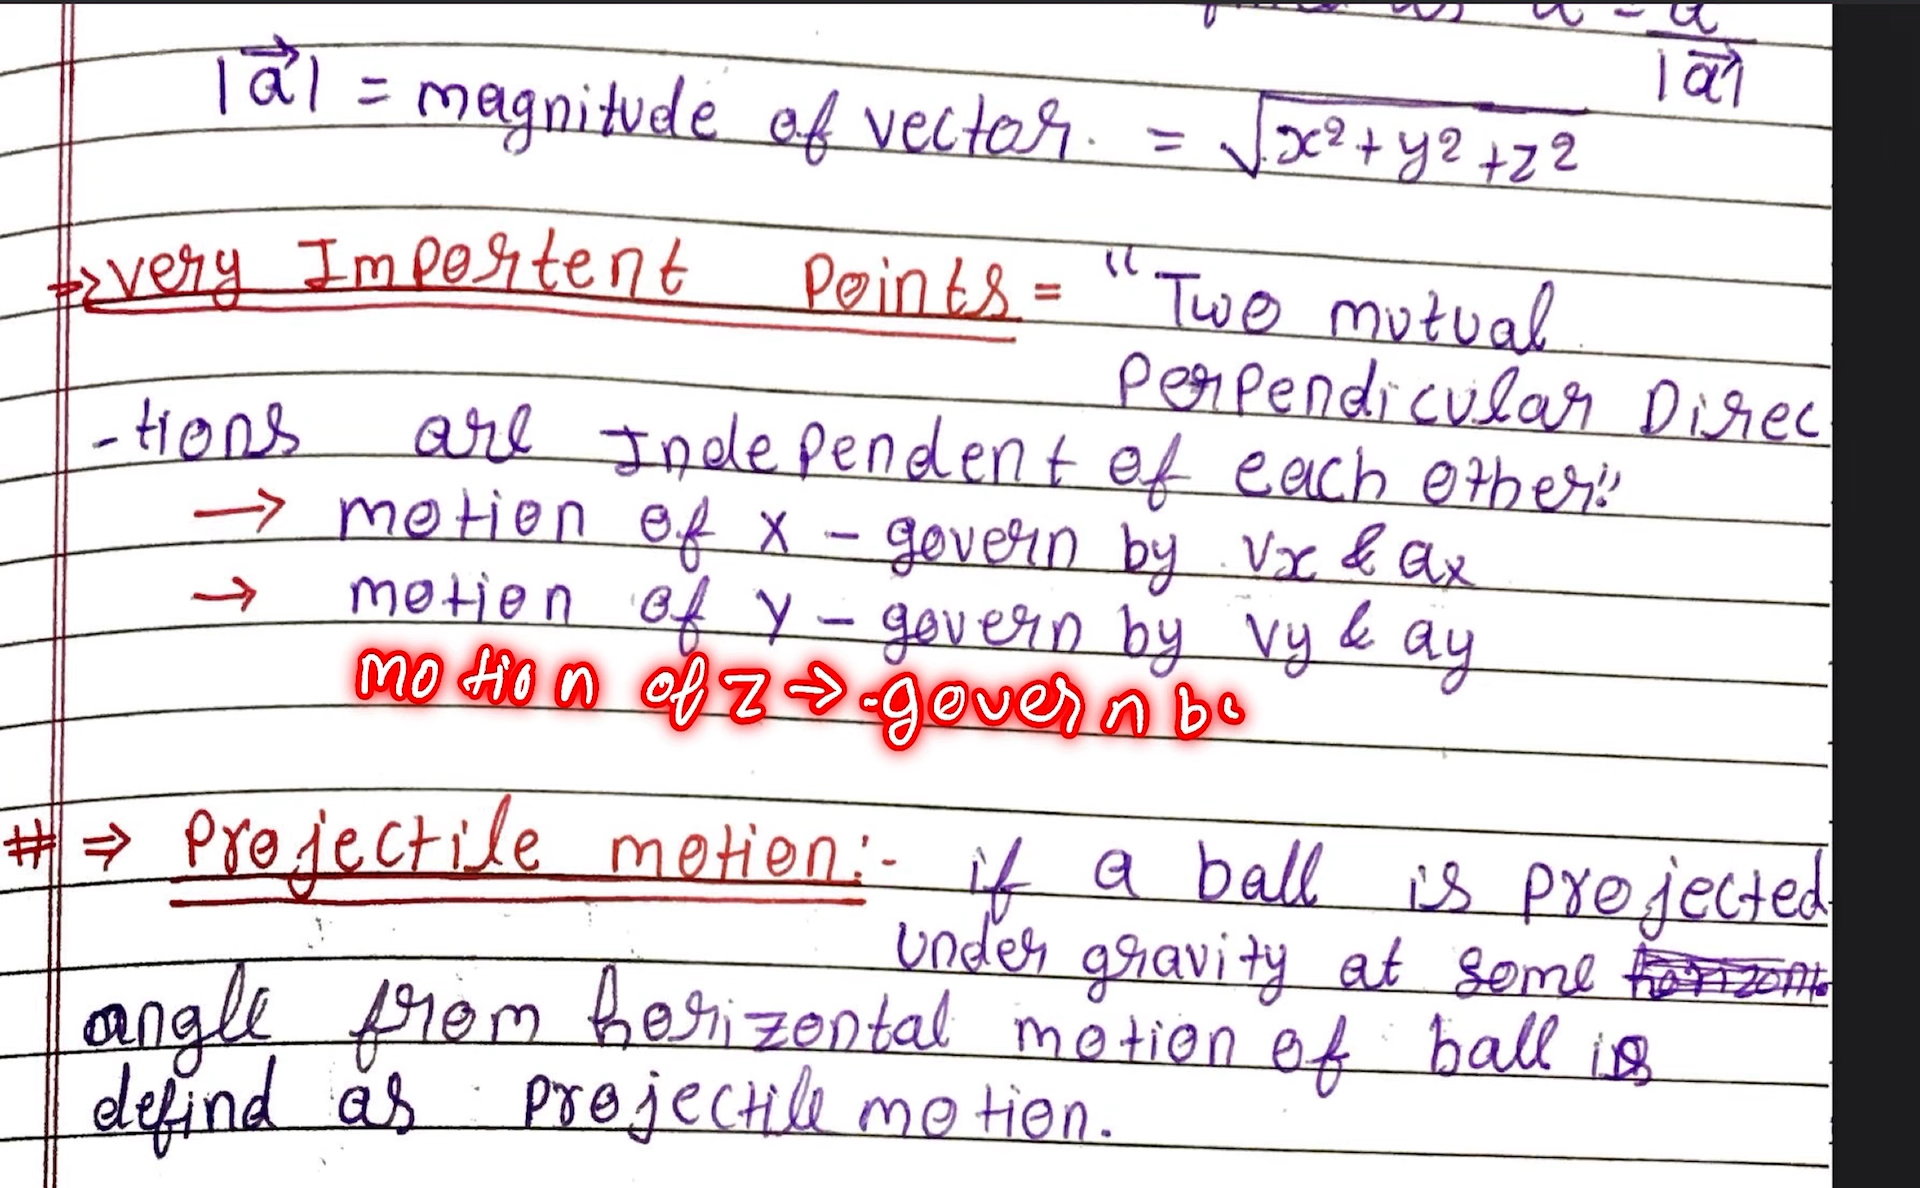 |a⃗| = magnitude of vector. = √x²+y²+z²
|a⃗|
⇒ very Importent Points = "Two mutual
Perpendicular Direc
-tions are Independent of each other"
→ motion of x - govern by vx & ax
→ motion of y - govern by vy & ay
motion of z → -govern
# ⇒ Projectile motion:- if a ball is projected
under gravity at some
angle from horizontal motion of ball is
defind as projectile motion.